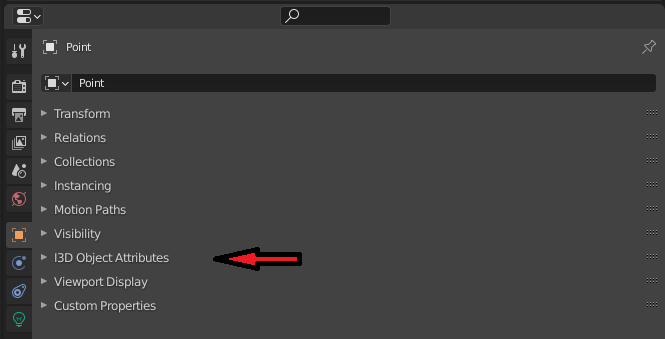 Point
Point
Transform
Relations
Collections
Instancing
Motion Paths
Visibility
I3D Object Attributes
Viewport Display
Custom Properties